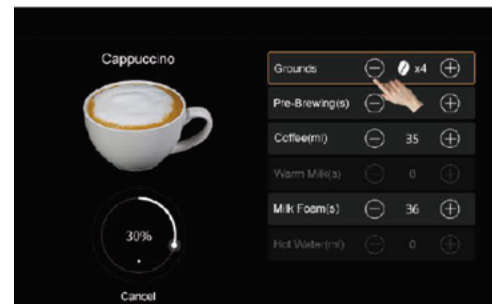 Cappuccino
30%
Cancel
Grounds x4
Pre-Brewing(s)
Coffee(ml) 35
Warm Milk(s) 0
Milk Foam(s) 36
Hot Water(ml) 0